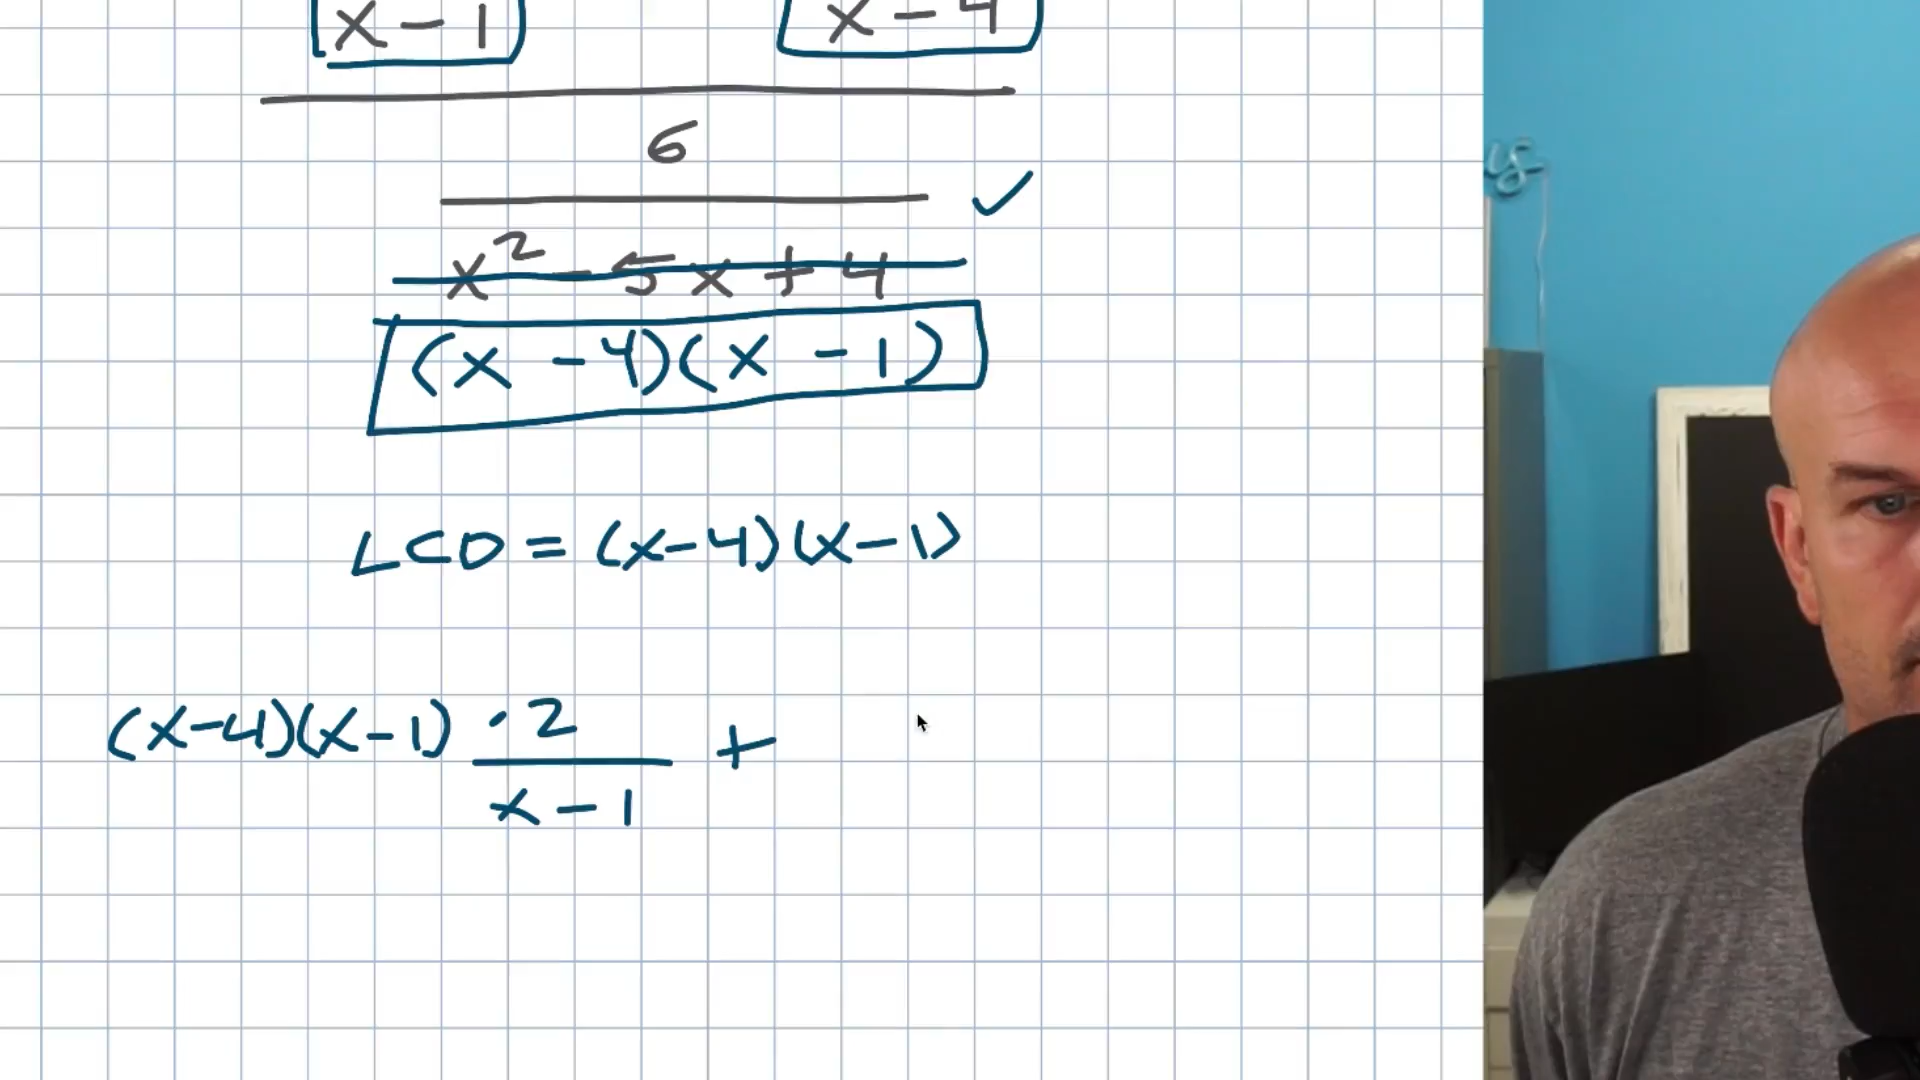 x - 1 x - 4
6
x² - 5x + 4
(x - 4)(x - 1)
LCD = (x-4)(x-1)
(x-4)(x-1) · 2 +
x - 1